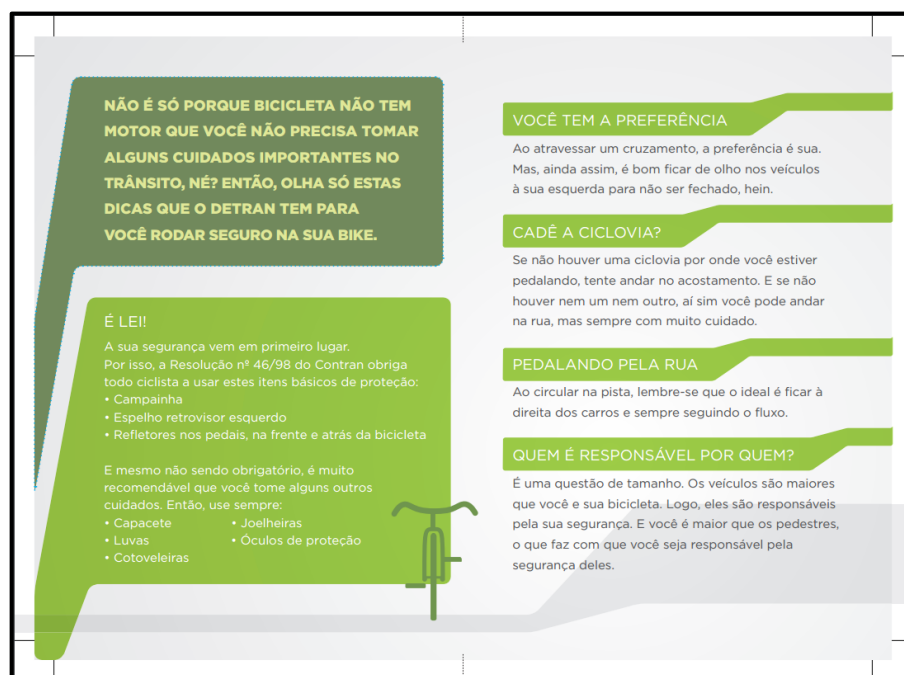 NÃO É SÓ PORQUE BICICLETA NÃO TEM
MOTOR QUE VOCÊ NÃO PRECISA TOMAR
ALGUNS CUIDADOS IMPORTANTES NO
TRÂNSITO, NÉ? ENTÃO, OLHA SÓ ESTAS
DICAS QUE O DETRAN TEM PARA
VOCÊ RODAR SEGURO NA SUA BIKE.
É LEI!
A sua segurança vem em primeiro lugar.
Por isso, a Resolução nº 46/98 do Contran obriga
todo ciclista a usar estes itens básicos de proteção:
• Campainha
• Espelho retrovisor esquerdo
• Refletores nos pedais, na frente e atrás da bicicleta
E mesmo não sendo obrigatório, é muito
recomendável que você tome alguns outros
cuidados. Então, use sempre:
• Capacete • Joelheiras
• Luvas • Óculos de proteção
• Cotoveleiras
VOCÊ TEM A PREFERÊNCIA
Ao atravessar um cruzamento, a preferência é sua.
Mas, ainda assim, é bom ficar de olho nos veículos
à sua esquerda para não ser fechado, hein.
CADÊ A CICLOVIA?
Se não houver uma ciclovia por onde você estiver
pedalando, tente andar no acostamento. E se não
houver nem um nem outro, aí sim você pode andar
na rua, mas sempre com muito cuidado.
PEDALANDO PELA RUA
Ao circular na pista, lembre-se que o ideal é ficar à
direita dos carros e sempre seguindo o fluxo.
QUEM É RESPONSÁVEL POR QUEM?
É uma questão de tamanho. Os veículos são maiores
que você e sua bicicleta. Logo, eles são responsáveis
pela sua segurança. E você é maior que os pedestres,
o que faz com que você seja responsável pela
segurança deles.